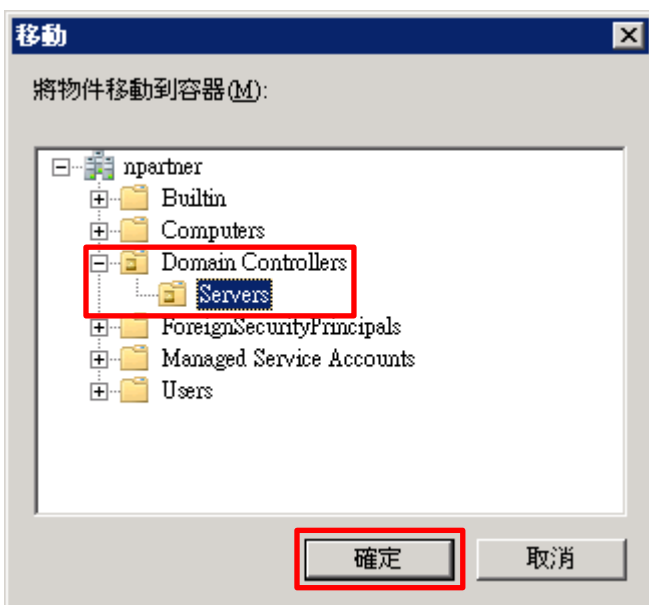 移動
將物件移動到容器(M):
npartner
Builtin
Computers
Domain Controllers
Servers
ForeignSecurityPrincipals
Managed Service Accounts
Users
確定
取消